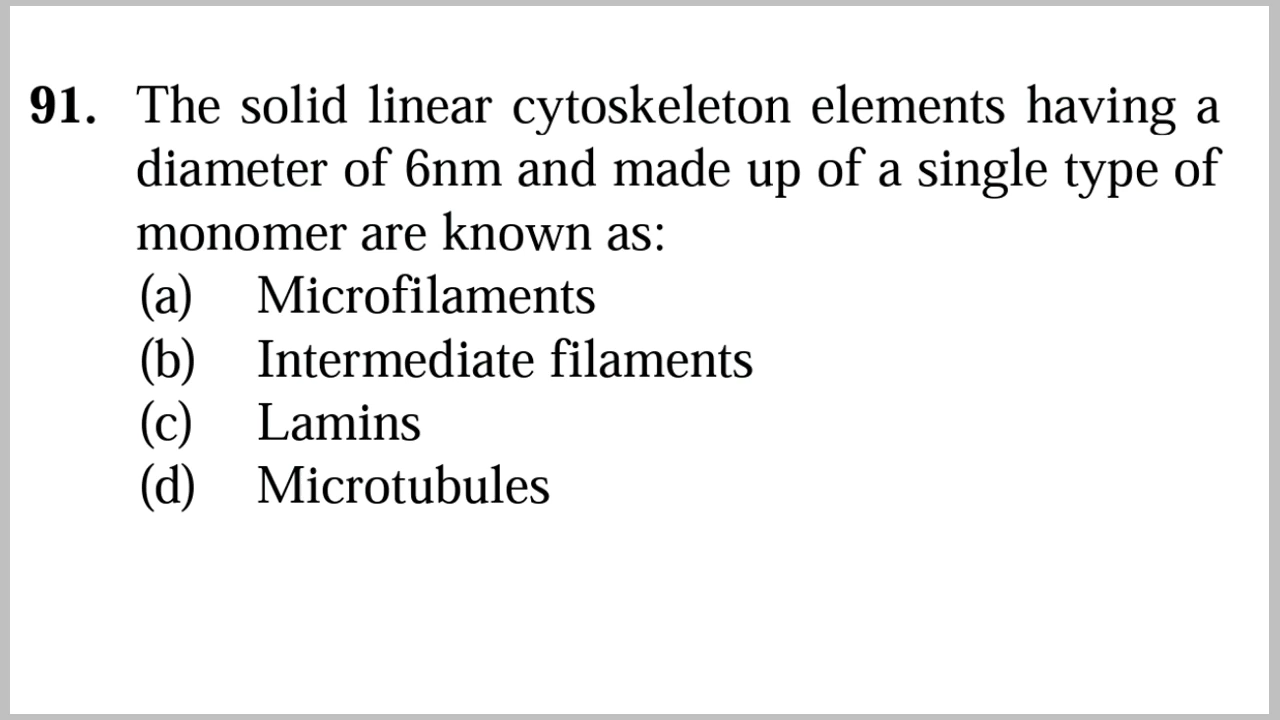 91. The solid linear cytoskeleton elements having a
diameter of 6nm and made up of a single type of
monomer are known as:
(a) Microfilaments
(b) Intermediate filaments
(c) Lamins
(d) Microtubules